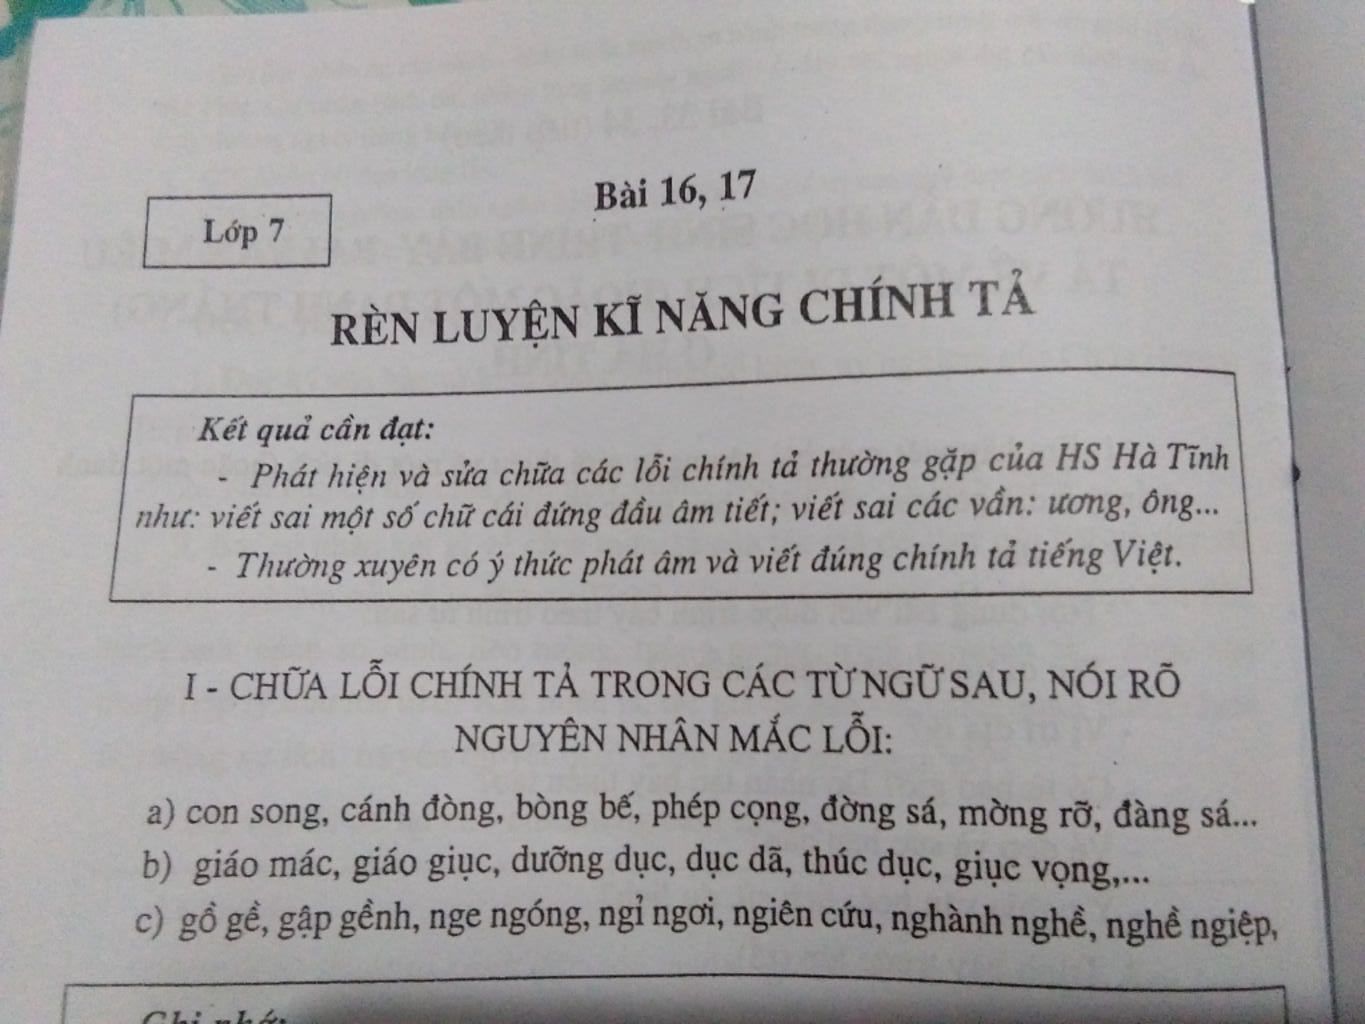 Bài 16, 17
Lớp 7
RÈN LUYỆN KĨ NĂNG CHÍNH TẢ
Kết quả cần đạt:
- Phát hiện và sửa chữa các lỗi chính tả thường gặp của HS Hà Tĩnh
như: viết sai một số chữ cái đứng đầu âm tiết; viết sai các vần: ương, ông...
- Thường xuyên có ý thức phát âm và viết đúng chính tả tiếng Việt.
I - CHỮA LỖI CHÍNH TẢ TRONG CÁC TỪ NGỮ SAU, NÓI RÕ
NGUYÊN NHÂN MẮC LỖI:
a) con song, cánh đòng, bòng bế, phép cọng, đờng sá, mờng rỡ, đàng sá...
b) giáo mác, giáo giục, dưỡng dục, dục dã, thúc dục, giục vọng,...
c) gồ gề, gập gềnh, nge ngóng, ngỉ ngơi, ngiên cứu, nghành nghề, nghề ngiệp,
Ghi nhớ: